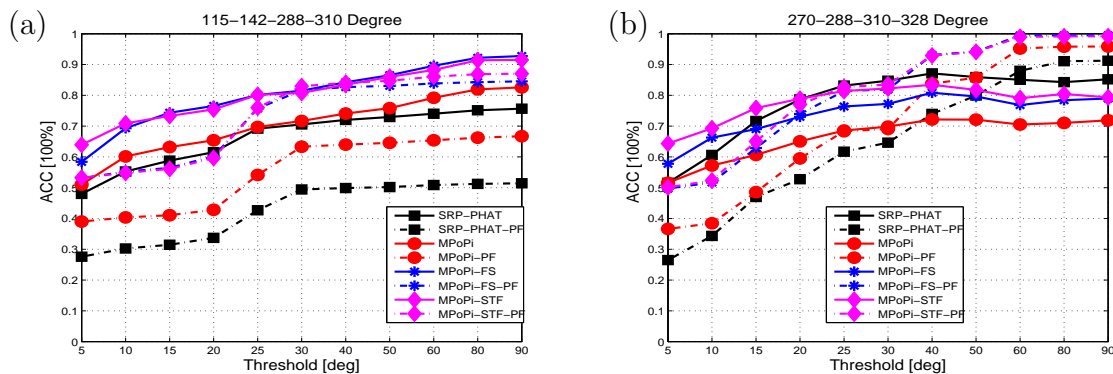 (a)
115−142−288−310 Degree
ACC [100%]
1
0.9
0.8
0.7
0.6
0.5
0.4
0.3
0.2
0.1
0
5 10 15 20 25 30 40 50 60 80 90
Threshold [deg]
SRP−PHAT
SRP−PHAT−PF
MPoPi
MPoPi−PF
MPoPi−FS
MPoPi−FS−PF
MPoPi−STF
MPoPi−STF−PF
(b)
270−288−310−328 Degree
ACC [100%]
1
0.9
0.8
0.7
0.6
0.5
0.4
0.3
0.2
0.1
0
5 10 15 20 25 30 40 50 60 80 90
Threshold [deg]
SRP−PHAT
SRP−PHAT−PF
MPoPi
MPoPi−PF
MPoPi−FS
MPoPi−FS−PF
MPoPi−STF
MPoPi−STF−PF